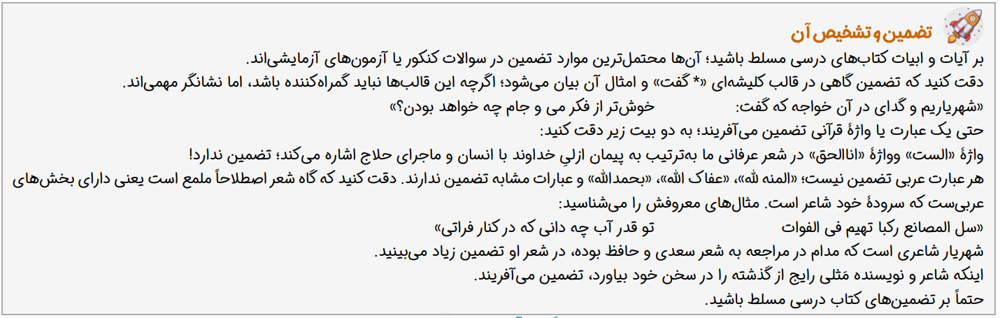 تضمین و تشخیص آن
بر آیات و ابیات کتاب‌های درسی مسلط باشید؛ آن‌ها محتمل‌ترین موارد تضمین در سوالات کنکور یا آزمون‌های آزمایشی‌اند.
دقت کنید که تضمین گاهی در قالب کلیشه‌ای «* گفت» و امثال آن بیان می‌شود؛ اگرچه این قالب‌ها نباید گمراه‌کننده باشد، اما نشانگر مهمی‌اند.
«شهریاریم و گدای در آن خواجه که گفت: خوش‌تر از فکر می و جام چه خواهد بودن؟»
حتی یک عبارت یا واژهٔ قرآنی تضمین می‌آفریند؛ به دو بیت زیر دقت کنید:
واژهٔ «الست» وواژهٔ «اناالحق» در شعر عرفانی ما به‌ترتیب به پیمان ازلیِ خداوند با انسان و ماجرای حلاج اشاره می‌کند؛ تضمین ندارد!
هر عبارت عربی تضمین نیست؛ «المنه لله»، «عفاک الله»، «بحمدالله» و عبارات مشابه تضمین ندارند. دقت کنید که گاه شعر اصطلاحاً ملمع است یعنی دارای بخش‌های
عربی‌ست که سرودهٔ خود شاعر است. مثال‌های معروفش را می‌شناسید:
«سل المصانع رکبا تهیم فی الفوات تو قدر آب چه دانی که در کنار فراتی»
شهریار شاعری است که مدام در مراجعه به شعر سعدی و حافظ بوده، در شعر او تضمین زیاد می‌بینید.
اینکه شاعر و نویسنده مَثلی رایج از گذشته را در سخن خود بیاورد، تضمین می‌آفریند.
حتماً بر تضمین‌های کتاب درسی مسلط باشید.